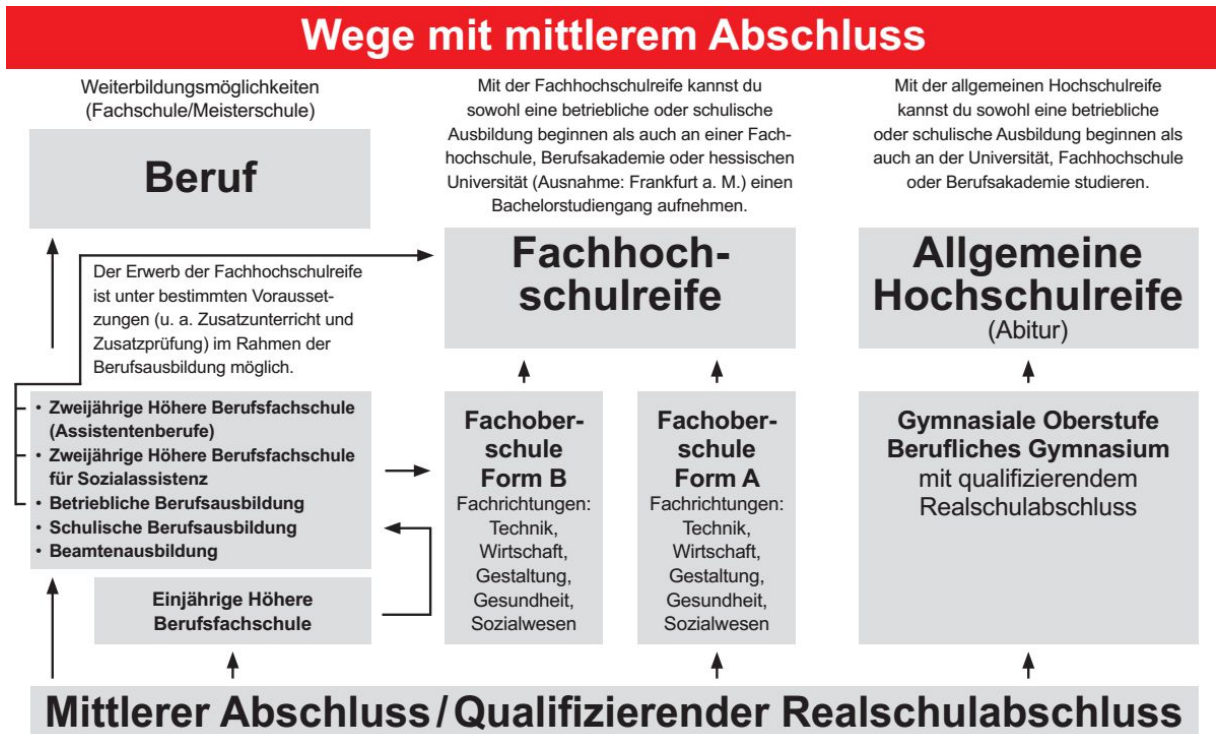 Wege mit mittlerem Abschluss
Weiterbildungsmöglichkeiten
(Fachschule/Meisterschule)
Beruf
Mit der Fachhochschulreife kannst du
sowohl eine betriebliche oder schulische
Ausbildung beginnen als auch an einer Fach-
hochschule, Berufsakademie oder hessischen
Universität (Ausnahme: Frankfurt a. M.) einen
Bachelorstudiengang aufnehmen.
Mit der allgemeinen Hochschulreife
kannst du sowohl eine betriebliche
oder schulische Ausbildung beginnen als
auch an der Universität, Fachhochschule
oder Berufsakademie studieren.
Der Erwerb der Fachhochschulreife
ist unter bestimmten Vorausset-
zungen (u. a. Zusatzunterricht und
Zusatzprüfung) im Rahmen der
Berufsausbildung möglich.
Fachhoch-
schulreife
Allgemeine
Hochschulreife
(Abitur)
• Zweijährige Höhere Berufsfachschule
(Assistentenberufe)
• Zweijährige Höhere Berufsfachschule
für Sozialassistenz
• Betriebliche Berufsausbildung
• Schulische Berufsausbildung
• Beamtenausbildung
Einjährige Höhere
Berufsfachschule
Fachober-
schule
Form B
Fachrichtungen:
Technik,
Wirtschaft,
Gestaltung,
Gesundheit,
Sozialwesen
Fachober-
schule
Form A
Fachrichtungen:
Technik,
Wirtschaft,
Gestaltung,
Gesundheit,
Sozialwesen
Gymnasiale Oberstufe
Berufliches Gymnasium
mit qualifizierendem
Realschulabschluss
Mittlerer Abschluss/Qualifizierender Realschulabschluss